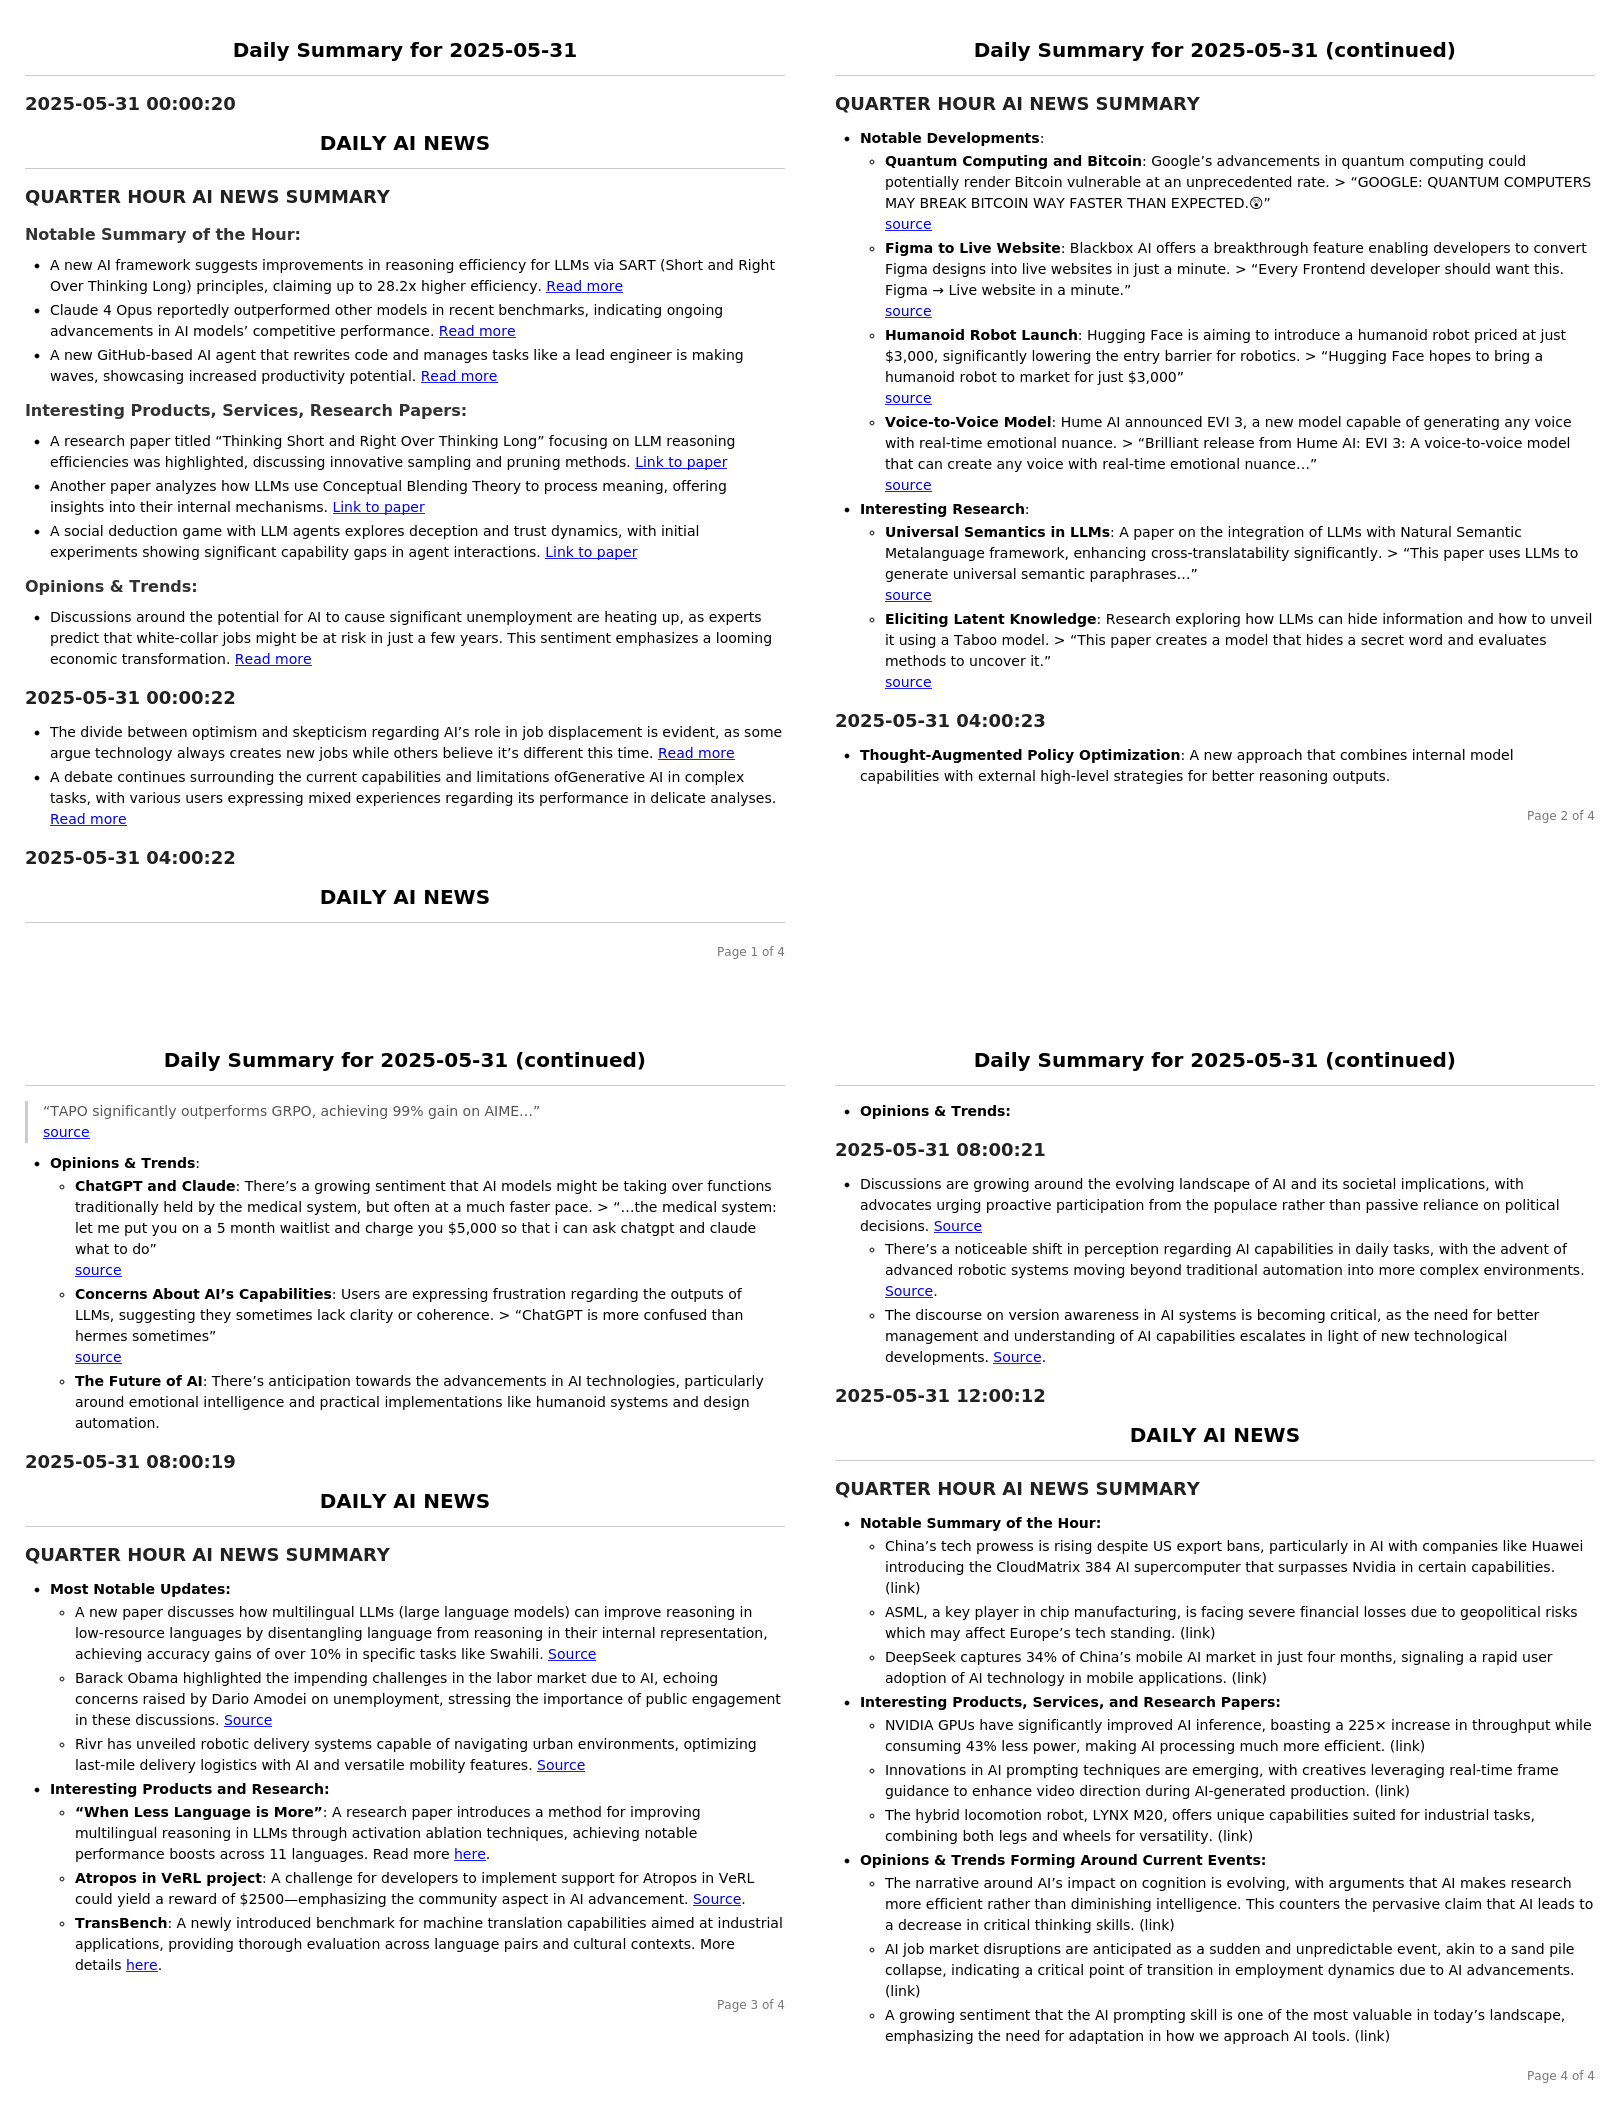 Daily Summary for 2025-05-31
2025-05-31 00:00:20
DAILY AI NEWS
QUARTER HOUR AI NEWS SUMMARY
Notable Summary of the Hour:
• A new AI framework suggests improvements in reasoning efficiency for LLMs via SART (Short and Right
Over Thinking Long) principles, claiming up to 28.2x higher efficiency. Read more
• Claude 4 Opus reportedly outperformed other models in recent benchmarks, indicating ongoing
advancements in AI models’ competitive performance. Read more
• A new GitHub-based AI agent that rewrites code and manages tasks like a lead engineer is making
waves, showcasing increased productivity potential. Read more
Interesting Products, Services, Research Papers:
• A research paper titled “Thinking Short and Right Over Thinking Long” focusing on LLM reasoning
efficiencies was highlighted, discussing innovative sampling and pruning methods. Link to paper
• Another paper analyzes how LLMs use Conceptual Blending Theory to process meaning, offering
insights into their internal mechanisms. Link to paper
• A social deduction game with LLM agents explores deception and trust dynamics, with initial
experiments showing significant capability gaps in agent interactions. Link to paper
Opinions & Trends:
• Discussions around the potential for AI to cause significant unemployment are heating up, as experts
predict that white-collar jobs might be at risk in just a few years. This sentiment emphasizes a looming
economic transformation. Read more
2025-05-31 00:00:22
• The divide between optimism and skepticism regarding AI’s role in job displacement is evident, as some
argue technology always creates new jobs while others believe it’s different this time. Read more
• A debate continues surrounding the current capabilities and limitations ofGenerative AI in complex
tasks, with various users expressing mixed experiences regarding its performance in delicate analyses.
Read more
2025-05-31 04:00:22
DAILY AI NEWS
Page 1 of 4
Daily Summary for 2025-05-31 (continued)
QUARTER HOUR AI NEWS SUMMARY
• Notable Developments:
◦ Quantum Computing and Bitcoin: Google’s advancements in quantum computing could
potentially render Bitcoin vulnerable at an unprecedented rate. > “GOOGLE: QUANTUM COMPUTERS
MAY BREAK BITCOIN WAY FASTER THAN EXPECTED.😲”
source
◦ Figma to Live Website: Blackbox AI offers a breakthrough feature enabling developers to convert
Figma designs into live websites in just a minute. > “Every Frontend developer should want this.
Figma → Live website in a minute.”
source
◦ Humanoid Robot Launch: Hugging Face is aiming to introduce a humanoid robot priced at just
$3,000, significantly lowering the entry barrier for robotics. > “Hugging Face hopes to bring a
humanoid robot to market for just $3,000”
source
◦ Voice-to-Voice Model: Hume AI announced EVI 3, a new model capable of generating any voice
with real-time emotional nuance. > “Brilliant release from Hume AI: EVI 3: A voice-to-voice model
that can create any voice with real-time emotional nuance…”
source
• Interesting Research:
◦ Universal Semantics in LLMs: A paper on the integration of LLMs with Natural Semantic
Metalanguage framework, enhancing cross-translatability significantly. > “This paper uses LLMs to
generate universal semantic paraphrases…”
source
◦ Eliciting Latent Knowledge: Research exploring how LLMs can hide information and how to unveil
it using a Taboo model. > “This paper creates a model that hides a secret word and evaluates
methods to uncover it.”
source
2025-05-31 04:00:23
• Thought-Augmented Policy Optimization: A new approach that combines internal model
capabilities with external high-level strategies for better reasoning outputs.
Page 2 of 4
Daily Summary for 2025-05-31 (continued)
“TAPO significantly outperforms GRPO, achieving 99% gain on AIME…”
source
• Opinions & Trends:
◦ ChatGPT and Claude: There’s a growing sentiment that AI models might be taking over functions
traditionally held by the medical system, but often at a much faster pace. > “…the medical system:
let me put you on a 5 month waitlist and charge you $5,000 so that i can ask chatgpt and claude
what to do”
source
◦ Concerns About AI’s Capabilities: Users are expressing frustration regarding the outputs of
LLMs, suggesting they sometimes lack clarity or coherence. > “ChatGPT is more confused than
hermes sometimes”
source
◦ The Future of AI: There’s anticipation towards the advancements in AI technologies, particularly
around emotional intelligence and practical implementations like humanoid systems and design
automation.
2025-05-31 08:00:19
DAILY AI NEWS
QUARTER HOUR AI NEWS SUMMARY
• Most Notable Updates:
◦ A new paper discusses how multilingual LLMs (large language models) can improve reasoning in
low-resource languages by disentangling language from reasoning in their internal representation,
achieving accuracy gains of over 10% in specific tasks like Swahili. Source
◦ Barack Obama highlighted the impending challenges in the labor market due to AI, echoing
concerns raised by Dario Amodei on unemployment, stressing the importance of public engagement
in these discussions. Source
◦ Rivr has unveiled robotic delivery systems capable of navigating urban environments, optimizing
last-mile delivery logistics with AI and versatile mobility features. Source
• Interesting Products and Research:
◦ “When Less Language is More”: A research paper introduces a method for improving
multilingual reasoning in LLMs through activation ablation techniques, achieving notable
performance boosts across 11 languages. Read more here.
◦ Atropos in VeRL project: A challenge for developers to implement support for Atropos in VeRL
could yield a reward of $2500—emphasizing the community aspect in AI advancement. Source.
◦ TransBench: A newly introduced benchmark for machine translation capabilities aimed at industrial
applications, providing thorough evaluation across language pairs and cultural contexts. More
details here.
Page 3 of 4
Daily Summary for 2025-05-31 (continued)
• Opinions & Trends:
2025-05-31 08:00:21
• Discussions are growing around the evolving landscape of AI and its societal implications, with
advocates urging proactive participation from the populace rather than passive reliance on political
decisions. Source
◦ There’s a noticeable shift in perception regarding AI capabilities in daily tasks, with the advent of
advanced robotic systems moving beyond traditional automation into more complex environments.
Source.
◦ The discourse on version awareness in AI systems is becoming critical, as the need for better
management and understanding of AI capabilities escalates in light of new technological
developments. Source.
2025-05-31 12:00:12
DAILY AI NEWS
QUARTER HOUR AI NEWS SUMMARY
• Notable Summary of the Hour:
◦ China’s tech prowess is rising despite US export bans, particularly in AI with companies like Huawei
introducing the CloudMatrix 384 AI supercomputer that surpasses Nvidia in certain capabilities.
(link)
◦ ASML, a key player in chip manufacturing, is facing severe financial losses due to geopolitical risks
which may affect Europe’s tech standing. (link)
◦ DeepSeek captures 34% of China’s mobile AI market in just four months, signaling a rapid user
adoption of AI technology in mobile applications. (link)
• Interesting Products, Services, and Research Papers:
◦ NVIDIA GPUs have significantly improved AI inference, boasting a 225× increase in throughput while
consuming 43% less power, making AI processing much more efficient. (link)
◦ Innovations in AI prompting techniques are emerging, with creatives leveraging real-time frame
guidance to enhance video direction during AI-generated production. (link)
◦ The hybrid locomotion robot, LYNX M20, offers unique capabilities suited for industrial tasks,
combining both legs and wheels for versatility. (link)
• Opinions & Trends Forming Around Current Events:
◦ The narrative around AI’s impact on cognition is evolving, with arguments that AI makes research
more efficient rather than diminishing intelligence. This counters the pervasive claim that AI leads to
a decrease in critical thinking skills. (link)
◦ AI job market disruptions are anticipated as a sudden and unpredictable event, akin to a sand pile
collapse, indicating a critical point of transition in employment dynamics due to AI advancements.
(link)
◦ A growing sentiment that the AI prompting skill is one of the most valuable in today’s landscape,
emphasizing the need for adaptation in how we approach AI tools. (link)
Page 4 of 4